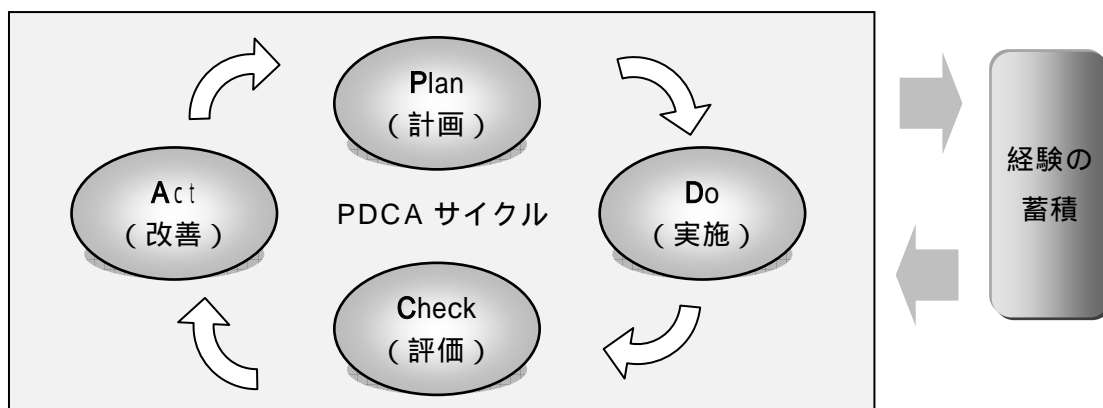 Plan
（計画）
Act
（改善）
PDCA サイクル
Do
（実施）
Check
（評価）
経験の
蓄積